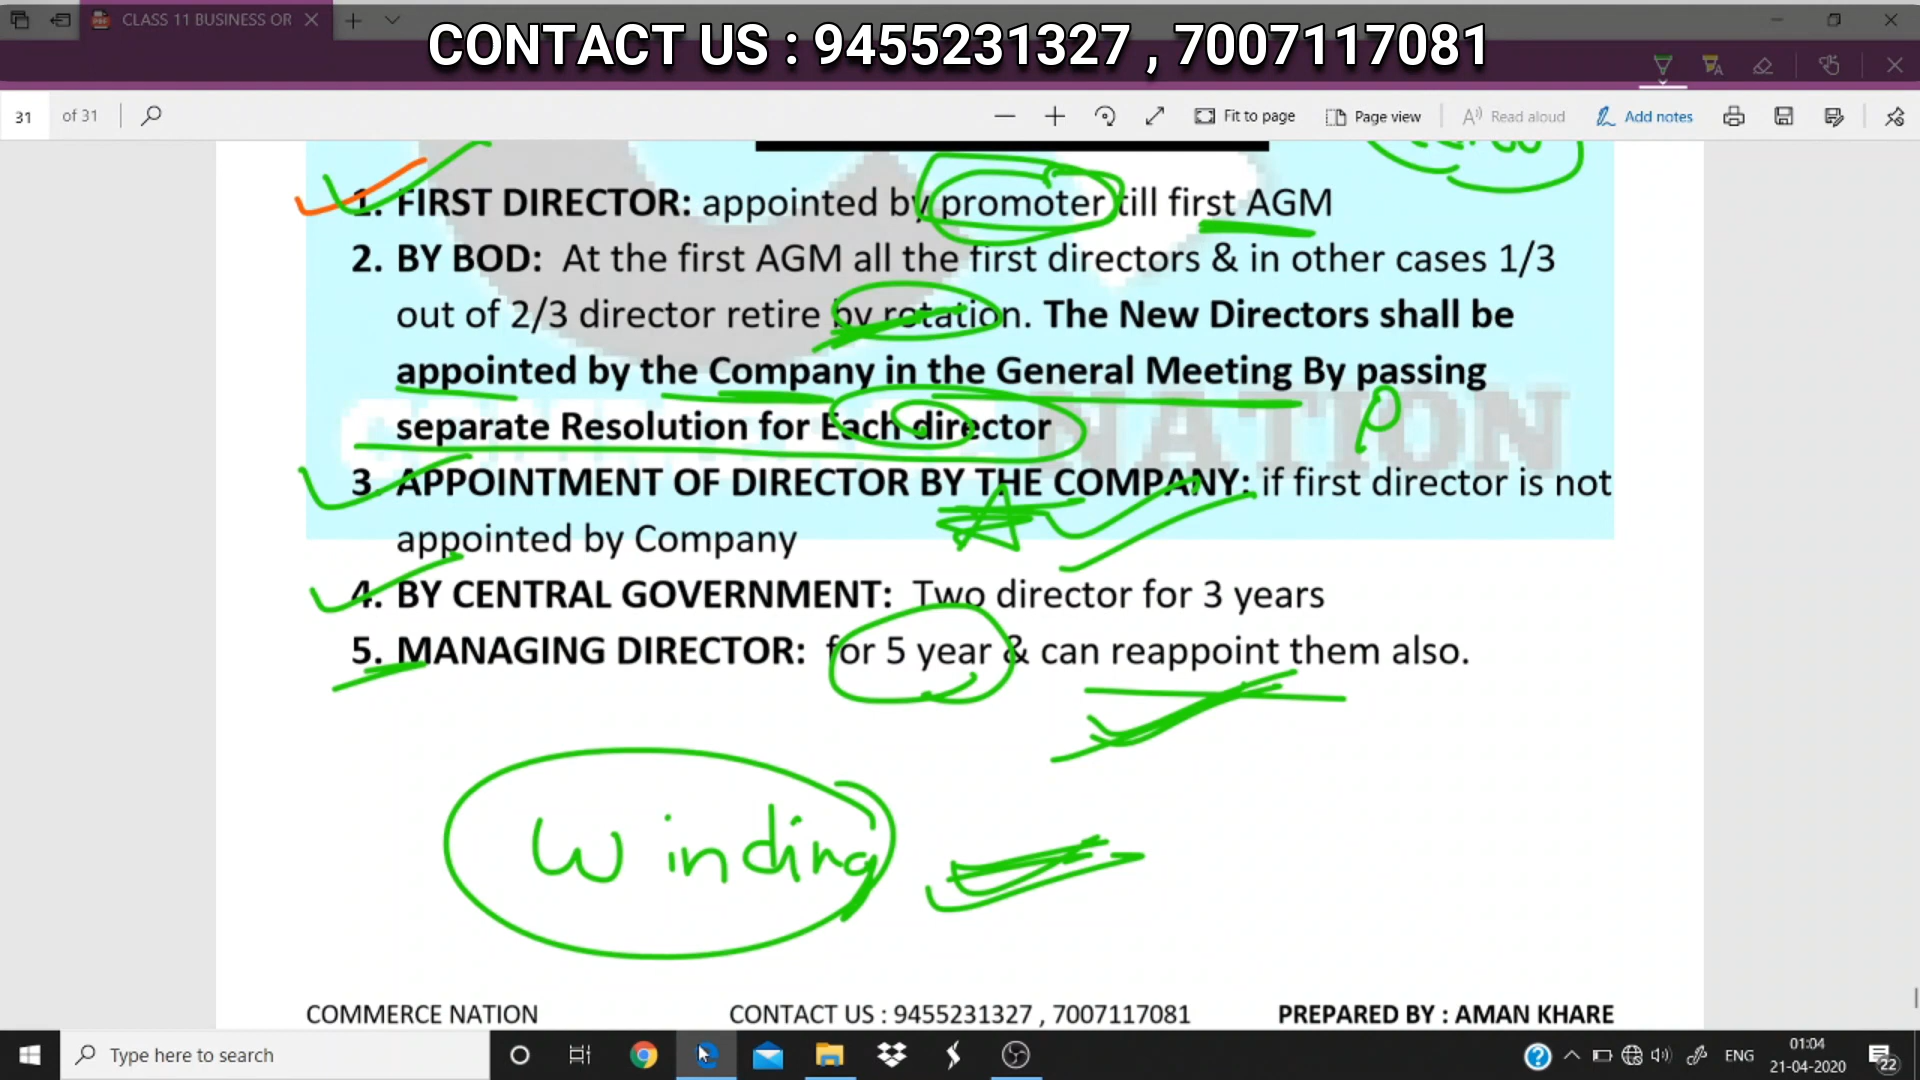 CLASS 11 BUSINESS OR
CONTACT US : 9455231327 , 7007117081
31 of 31
Fit to page
Page view
Read aloud
Add notes
1. FIRST DIRECTOR: appointed by promoter till first AGM
2. BY BOD: At the first AGM all the first directors & in other cases 1/3
out of 2/3 director retire by rotation. The New Directors shall be
appointed by the Company in the General Meeting By passing
separate Resolution for Each director
P
NATION
3. APPOINTMENT OF DIRECTOR BY THE COMPANY: if first director is not
appointed by Company
4. BY CENTRAL GOVERNMENT: Two director for 3 years
5. MANAGING DIRECTOR: for 5 year & can reappoint them also.
Winding
COMMERCE NATION CONTACT US : 9455231327 , 7007117081 PREPARED BY : AMAN KHARE
Type here to search
ENG
01:04
21-04-2020
22